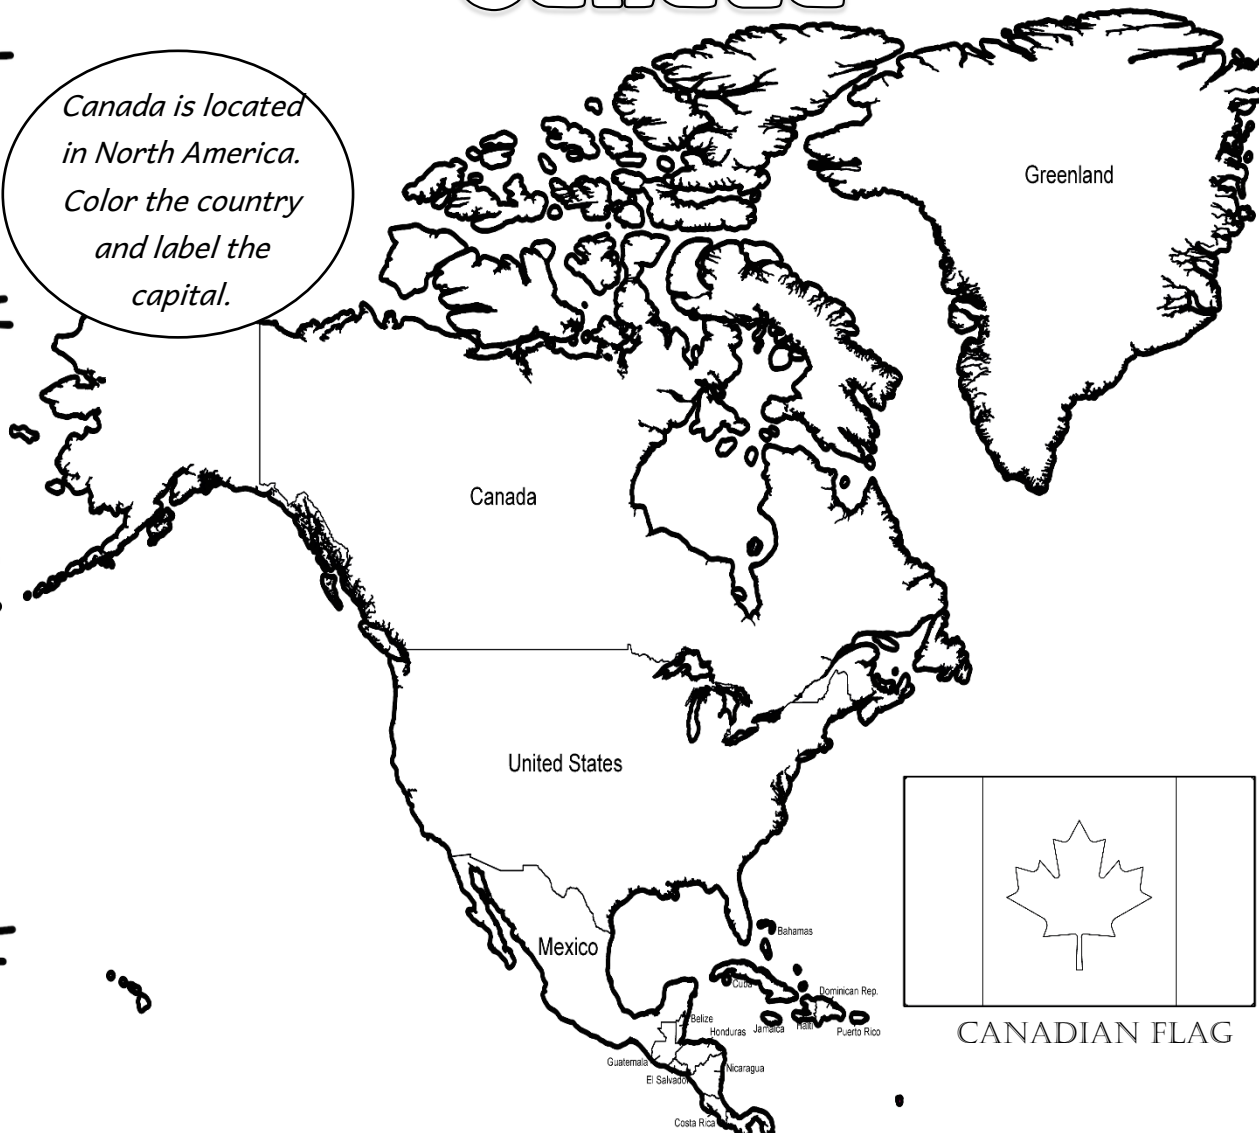 Canada is located
in North America.
Color the country
and label the
capital.
Greenland
Canada
United States
Mexico
Bahamas
Cuba
Dominican Rep.
Belize
Honduras
Jamaica
Haiti
Puerto Rico
Guatemala
El Salvador
Nicaragua
Costa Rica
CANADIAN FLAG